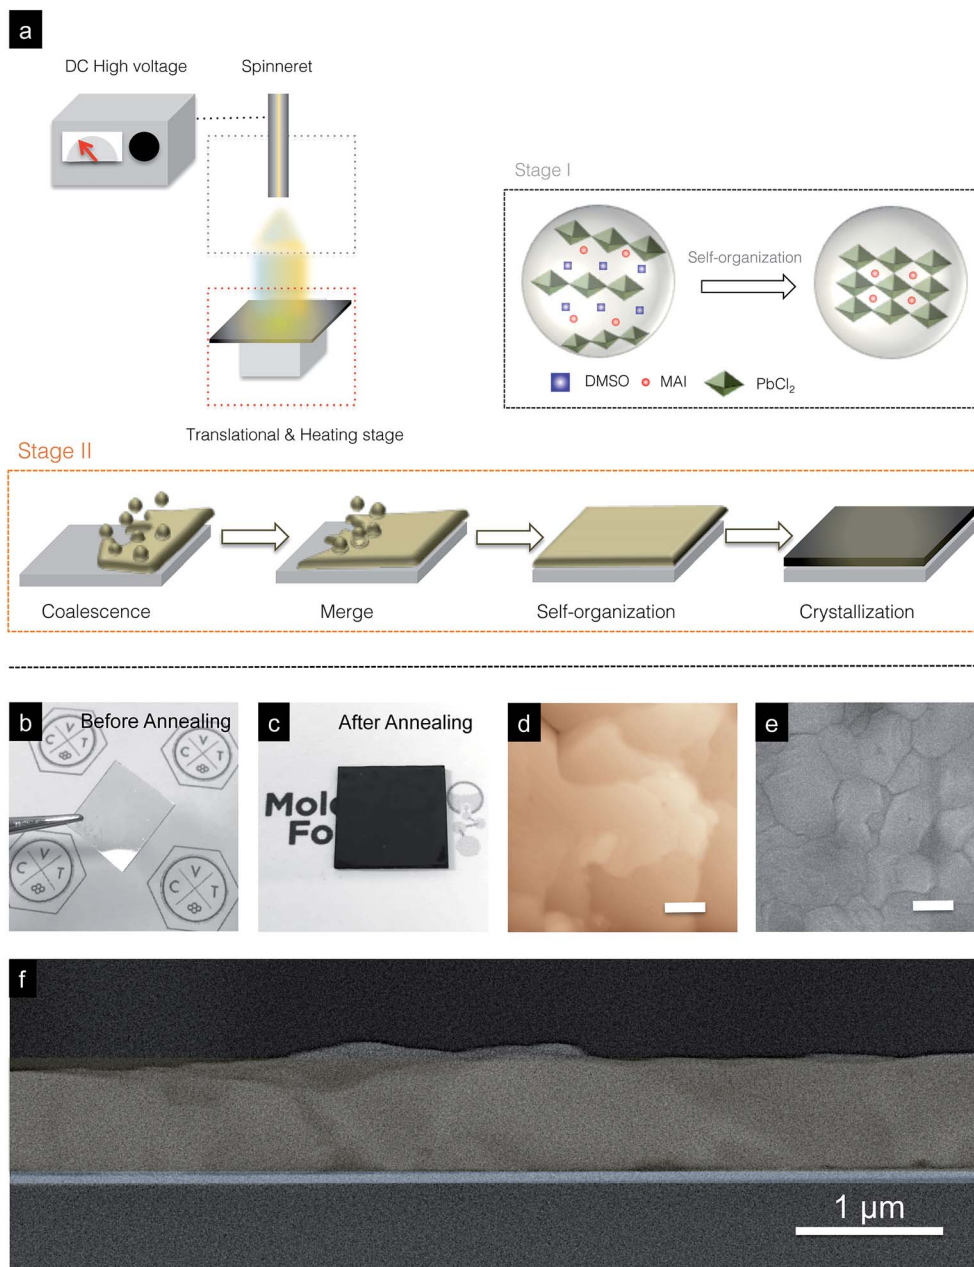 a
DC High voltage
Spinneret
Translational & Heating stage
Stage I
Self-organization
DMSO
MAI
PbCl₂
Stage II
Coalescence
Merge
Self-organization
Crystallization
b
Before Annealing
C V T
C V T
C V T
C V T
c
After Annealing
Mol
Fo
d
e
f
1 μm